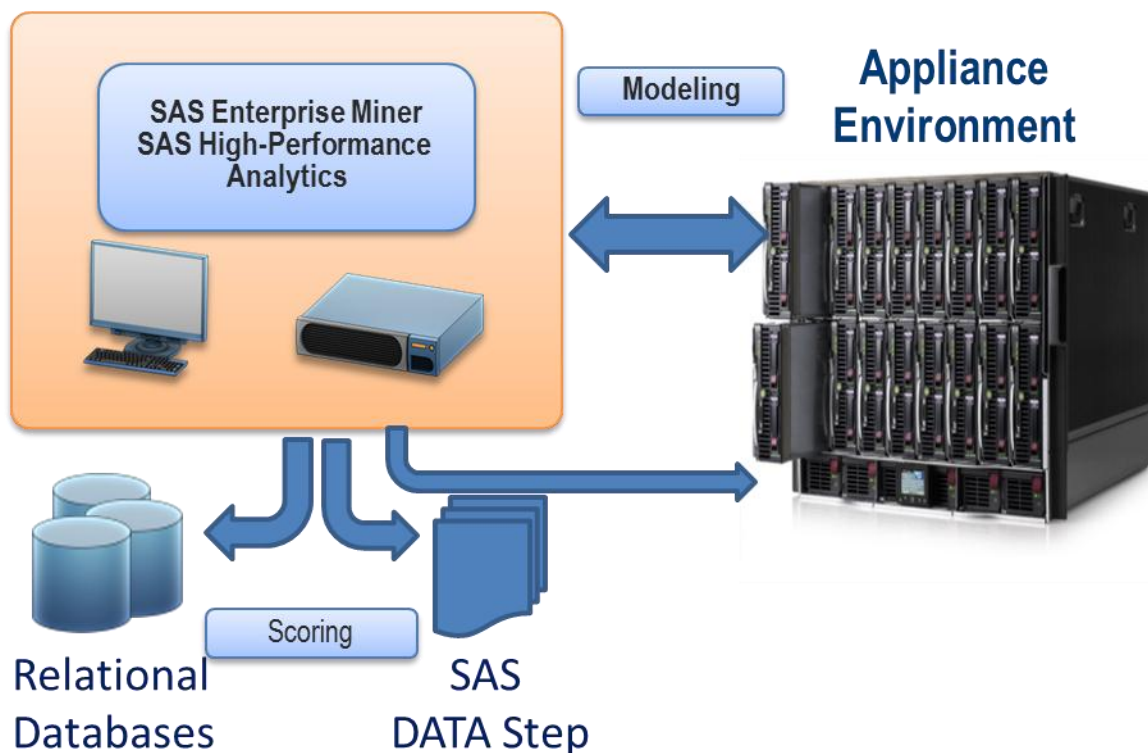 SAS Enterprise Miner
SAS High-Performance
Analytics
Modeling
Appliance
Environment
Scoring
Relational
Databases
SAS
DATA Step